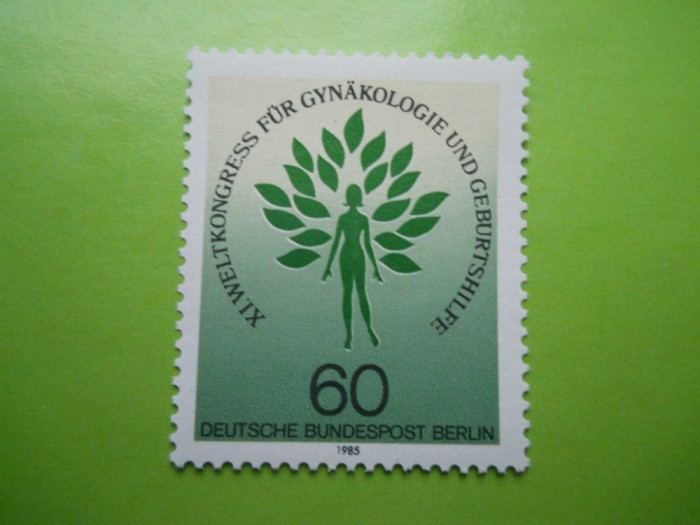 XI. WELTKONGRESS FÜR GYNÄKOLOGIE UND GEBURTSHILFE
60
DEUTSCHE BUNDESPOST BERLIN
1985